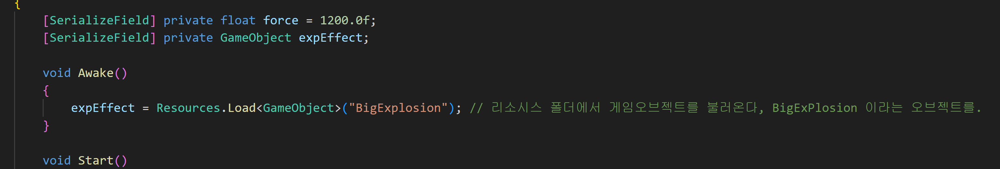 {
[SerializeField] private float force = 1200.0f;
[SerializeField] private GameObject expEffect;
void Awake()
{
expEffect = Resources.Load<GameObject>("BigExplosion"); // 리소시스 폴더에서 게임오브젝트를 불러온다, BigExPlosion 이라는 오브젝트를.
}
void Start()